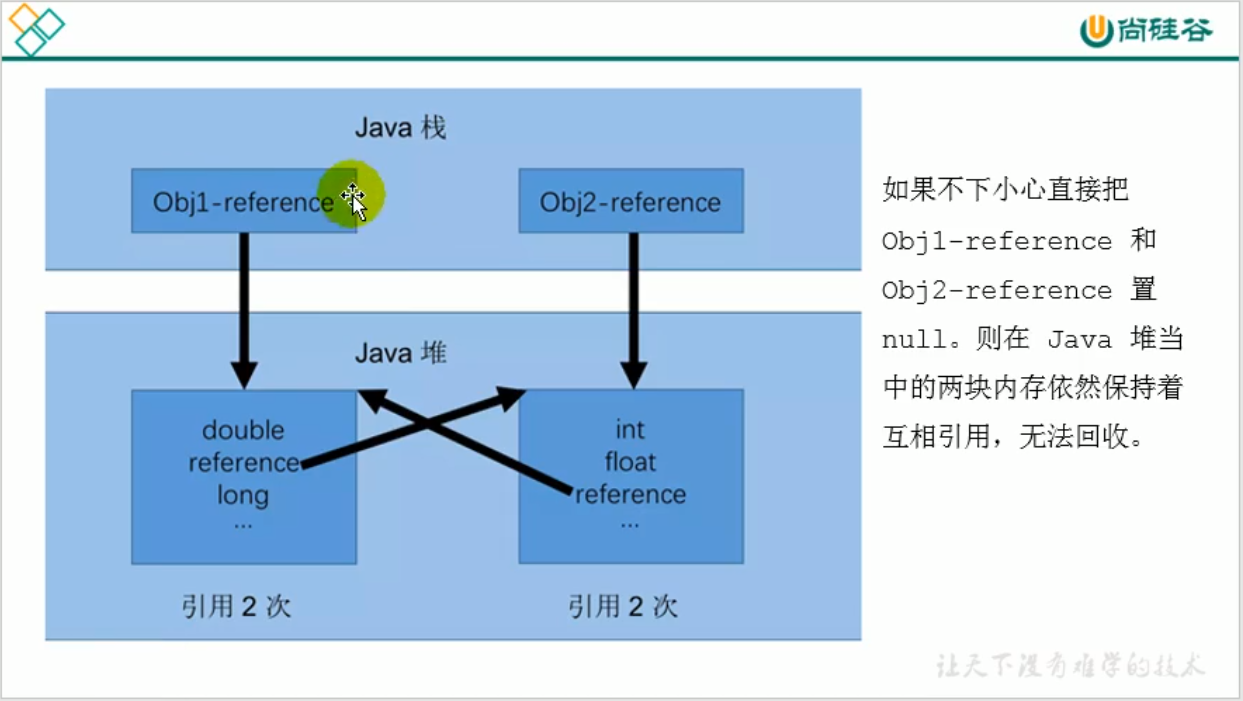 尚硅谷
Java 栈
Obj1-reference
Obj2-reference
Java 堆
double
reference
long
...
int
float
reference
...
引用 2 次
引用 2 次
如果不下小心直接把
Obj1-reference 和
Obj2-reference 置
null。则在 Java 堆当
中的两块内存依然保持着
互相引用，无法回收。
让天下没有难学的技术